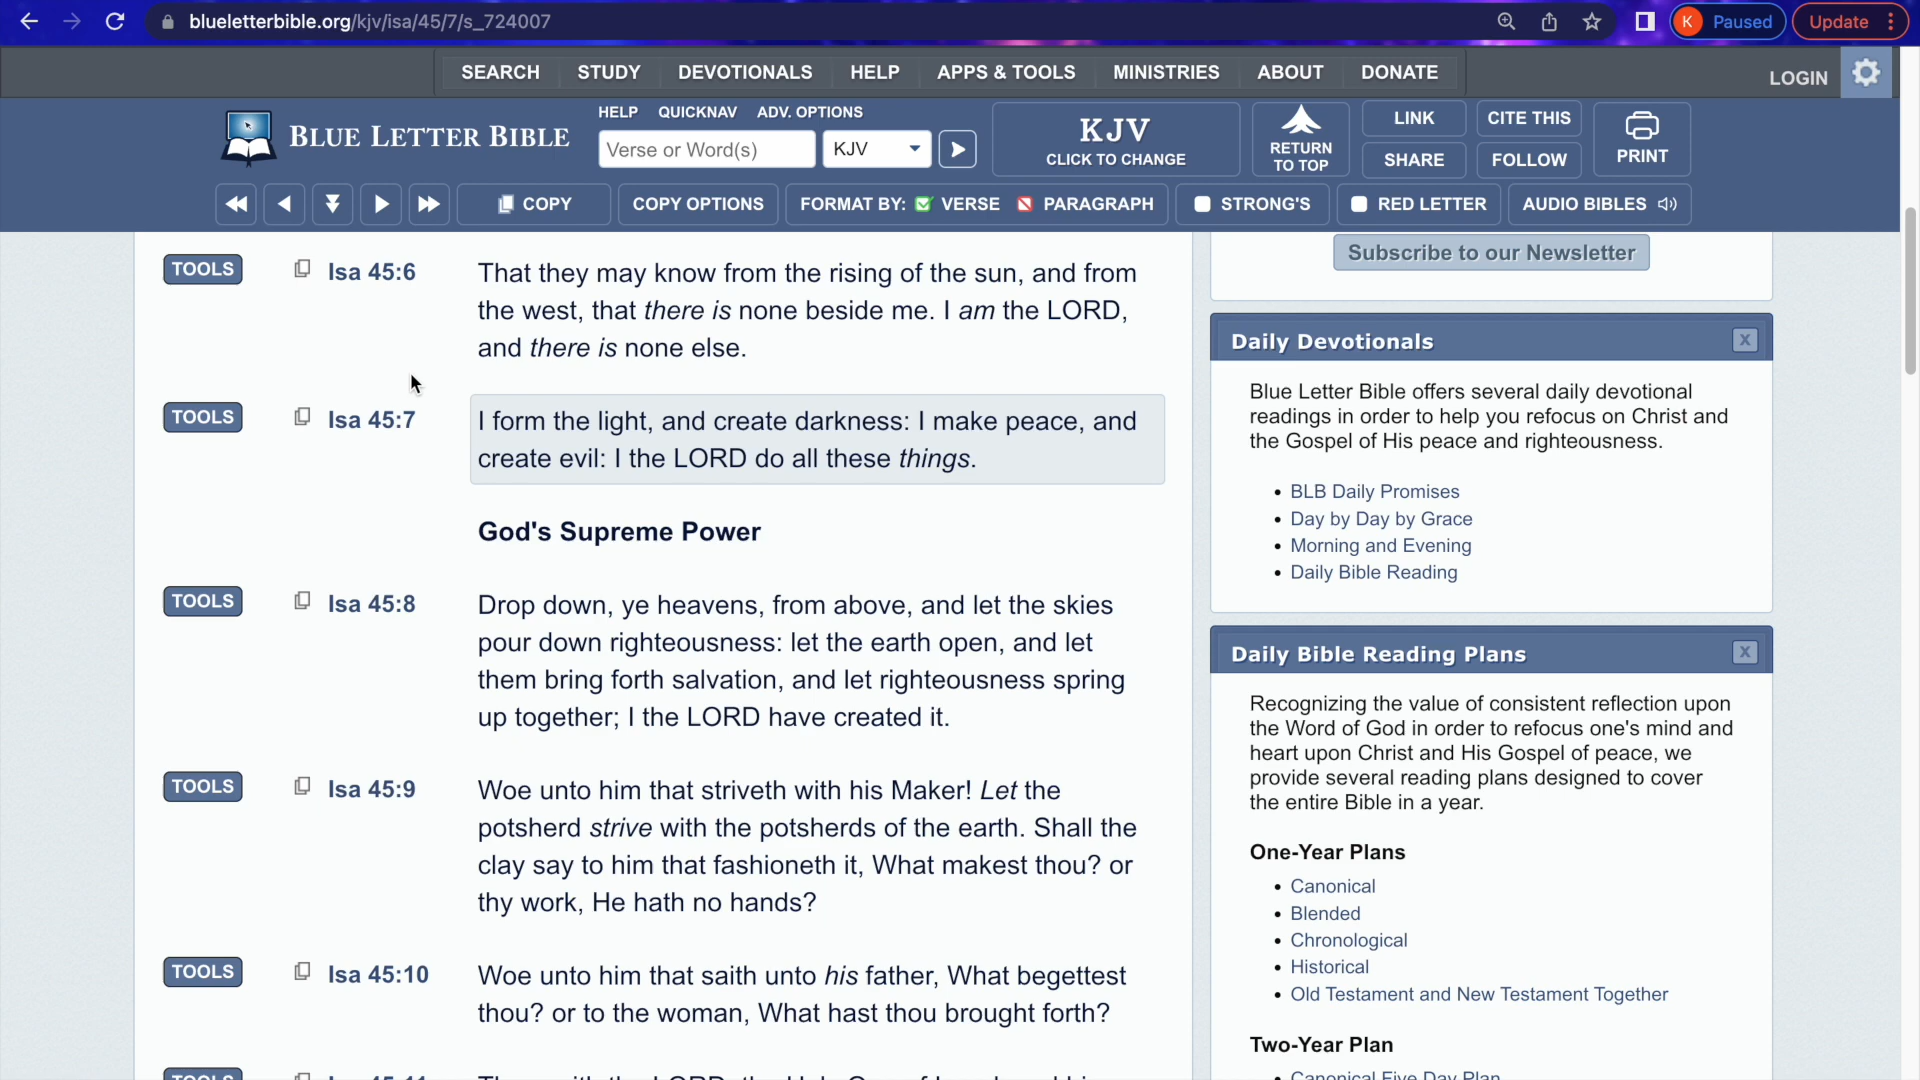 blueletterbible.org/kjv/isa/45/7/s_724007
K Paused
Update
SEARCH STUDY DEVOTIONALS HELP APPS & TOOLS MINISTRIES ABOUT DONATE
LOGIN
BLUE LETTER BIBLE
HELP QUICKNAV ADV. OPTIONS
Verse or Word(s)
KJV
KJV
CLICK TO CHANGE
RETURN
TO TOP
LINK
CITE THIS
SHARE
FOLLOW
PRINT
COPY
COPY OPTIONS
FORMAT BY: VERSE PARAGRAPH
STRONG'S
RED LETTER
AUDIO BIBLES
TOOLS
Isa 45:6
That they may know from the rising of the sun, and from
the west, that there is none beside me. I am the LORD,
and there is none else.
TOOLS
Isa 45:7
I form the light, and create darkness: I make peace, and
create evil: I the LORD do all these things.
God's Supreme Power
TOOLS
Isa 45:8
Drop down, ye heavens, from above, and let the skies
pour down righteousness: let the earth open, and let
them bring forth salvation, and let righteousness spring
up together; I the LORD have created it.
TOOLS
Isa 45:9
Woe unto him that striveth with his Maker! Let the
potsherd strive with the potsherds of the earth. Shall the
clay say to him that fashioneth it, What makest thou? or
thy work, He hath no hands?
TOOLS
Isa 45:10
Woe unto him that saith unto his father, What begettest
thou? or to the woman, What hast thou brought forth?
TOOLS
Isa 45:11
Subscribe to our Newsletter
Daily Devotionals
X
Blue Letter Bible offers several daily devotional
readings in order to help you refocus on Christ and
the Gospel of His peace and righteousness.
• BLB Daily Promises
• Day by Day by Grace
• Morning and Evening
• Daily Bible Reading
Daily Bible Reading Plans
X
Recognizing the value of consistent reflection upon
the Word of God in order to refocus one's mind and
heart upon Christ and His Gospel of peace, we
provide several reading plans designed to cover
the entire Bible in a year.
One-Year Plans
• Canonical
• Blended
• Chronological
• Historical
• Old Testament and New Testament Together
Two-Year Plan
• Canonical Five Day Plan